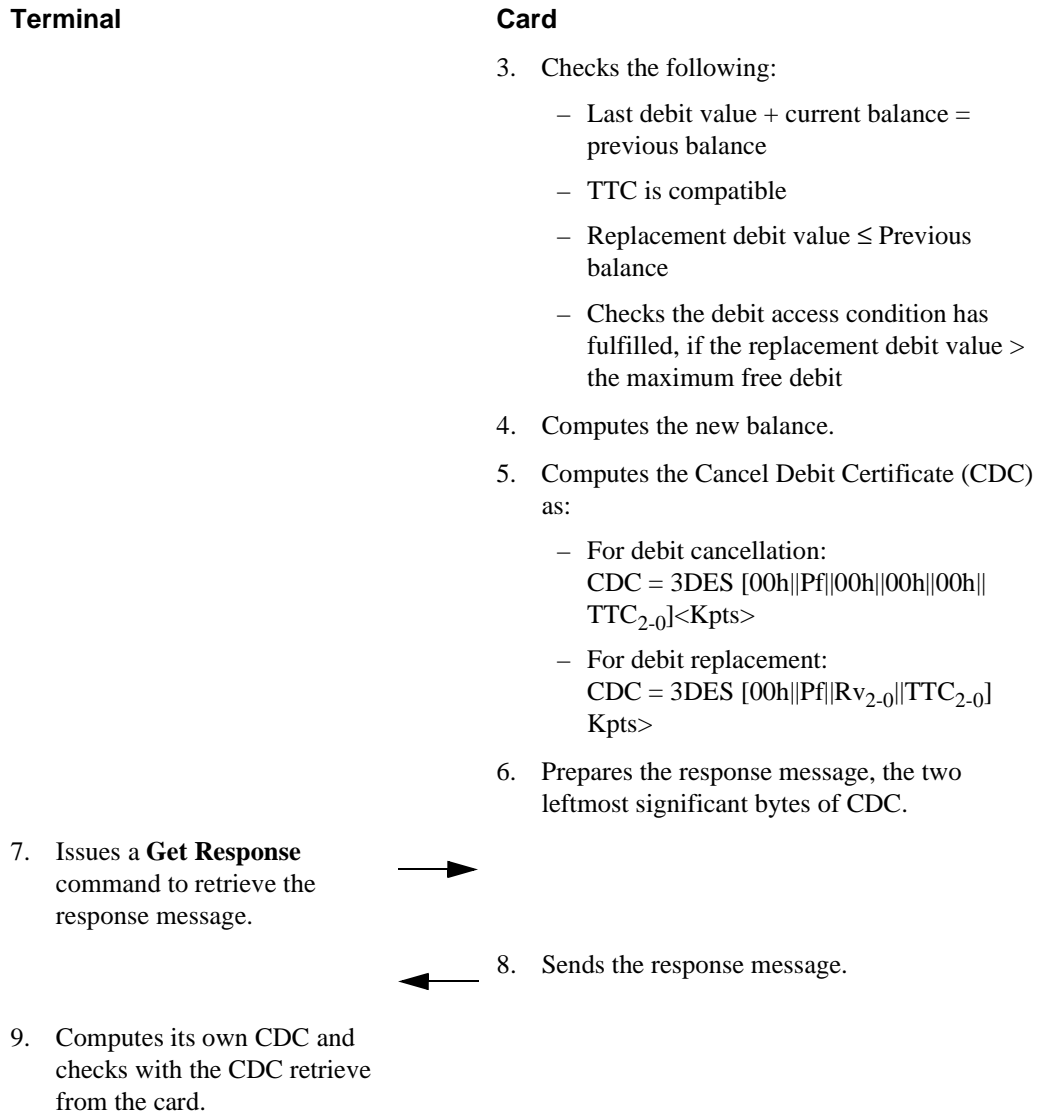 Terminal
Card
3. Checks the following:
– Last debit value + current balance =
previous balance
– TTC is compatible
– Replacement debit value ≤ Previous
balance
– Checks the debit access condition has
fulfilled, if the replacement debit value >
the maximum free debit
4. Computes the new balance.
5. Computes the Cancel Debit Certificate (CDC)
as:
– For debit cancellation:
CDC = 3DES [00h||Pf||00h||00h||00h||
TTC2-0]<Kpts>
– For debit replacement:
CDC = 3DES [00h||Pf||Rv2-0||TTC2-0]
Kpts>
6. Prepares the response message, the two
leftmost significant bytes of CDC.
7. Issues a Get Response
command to retrieve the
response message.
8. Sends the response message.
9. Computes its own CDC and
checks with the CDC retrieve
from the card.